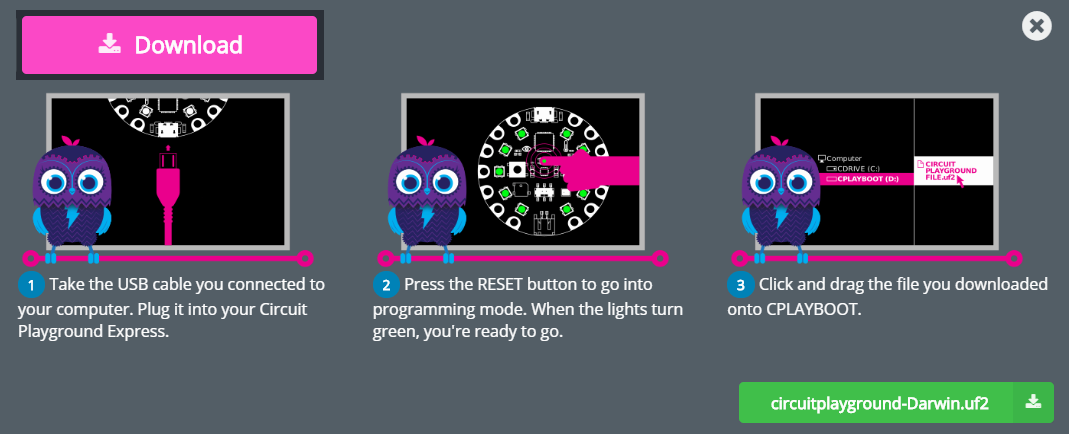 Download
Computer
CDRIVE (C:)
CPLAYBOOT (D:)
CIRCUIT
PLAYGROUND
FILE.uf2
1 Take the USB cable you connected to
your computer. Plug it into your Circuit
Playground Express.
2 Press the RESET button to go into
programming mode. When the lights turn
green, you're ready to go.
3 Click and drag the file you downloaded
onto CPLAYBOOT.
circuitplayground-Darwin.uf2